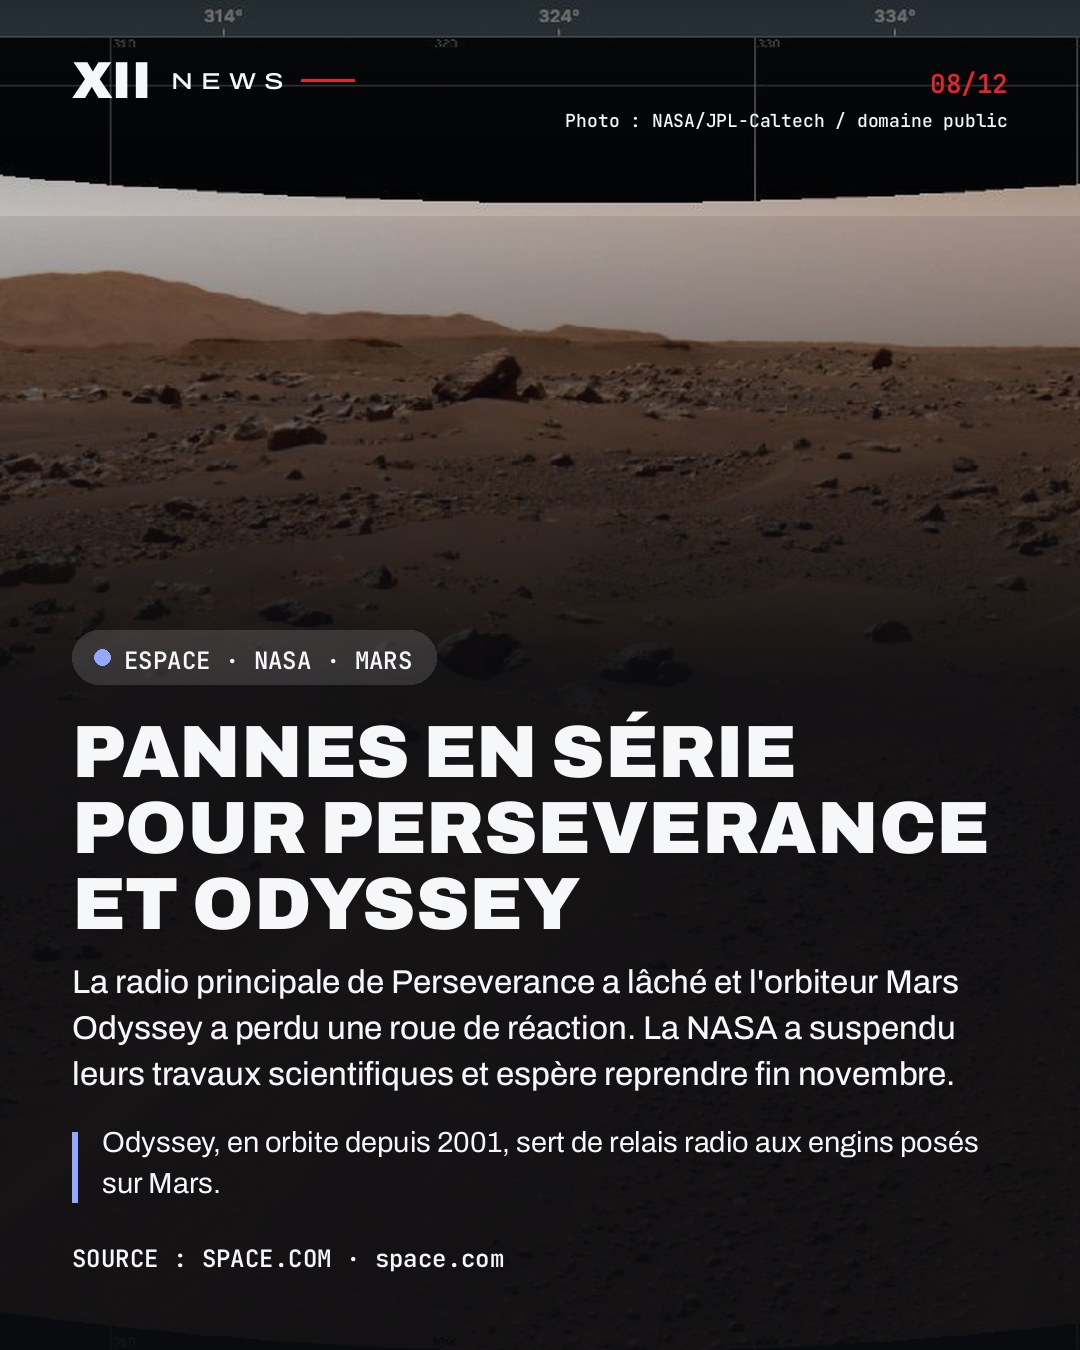 314° 324° 334°
310 320 330
XII NEWS
08/12
Photo : NASA/JPL-Caltech / domaine public
ESPACE · NASA · MARS
PANNES EN SÉRIE
POUR PERSEVERANCE
ET ODYSSEY
La radio principale de Perseverance a lâché et l'orbiteur Mars
Odyssey a perdu une roue de réaction. La NASA a suspendu
leurs travaux scientifiques et espère reprendre fin novembre.
Odyssey, en orbite depuis 2001, sert de relais radio aux engins posés
sur Mars.
SOURCE : SPACE.COM · space.com